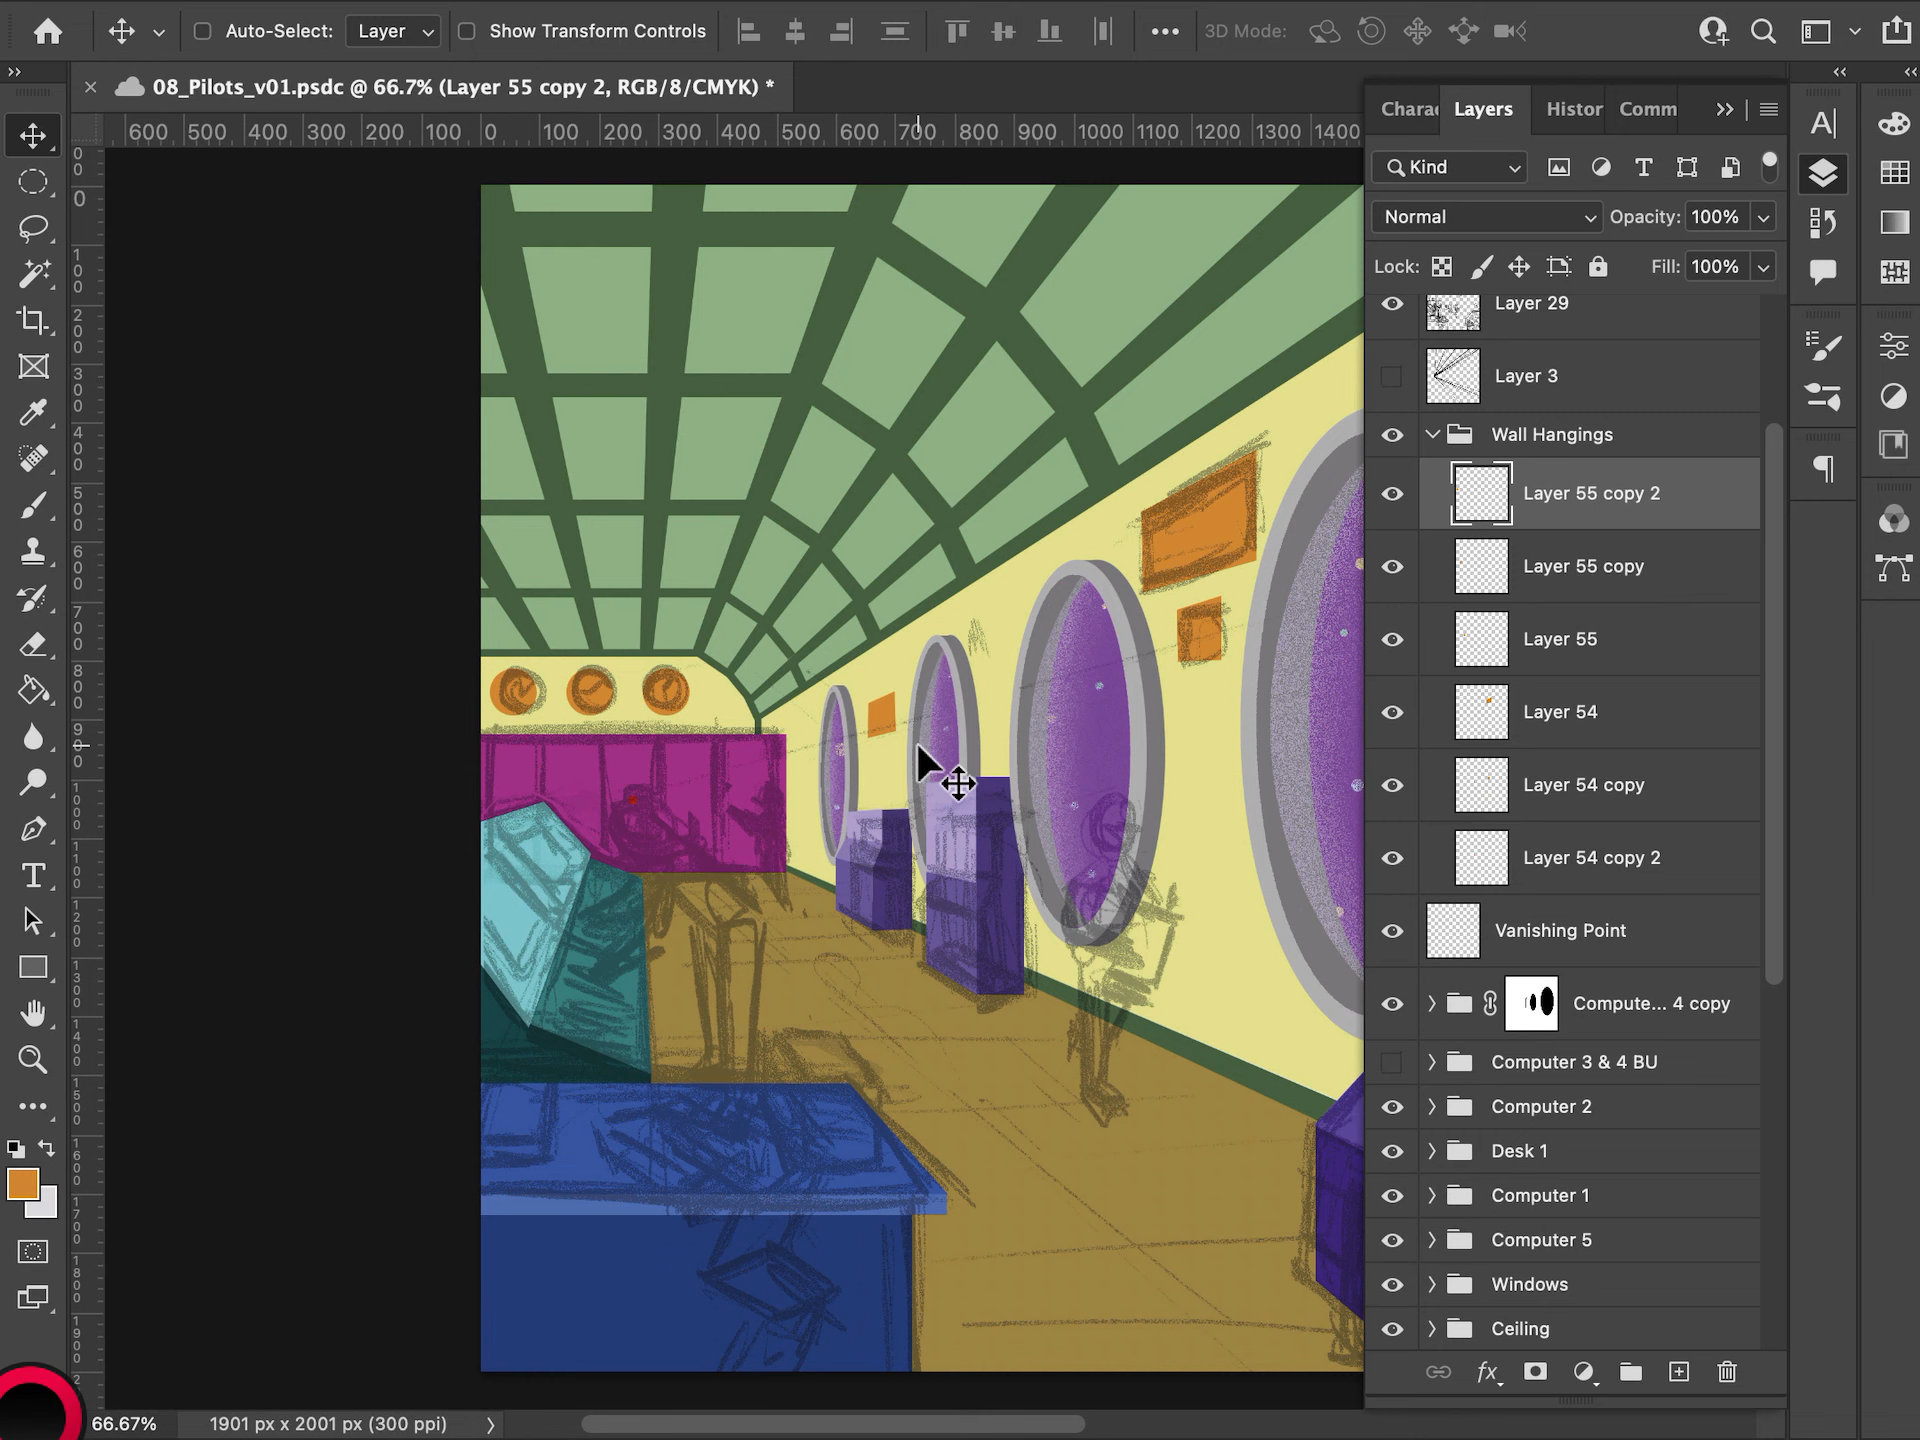 Auto-Select:
Layer
Show Transform Controls
3D Mode:
08_Pilots_v01.psdc @ 66.7% (Layer 55 copy 2, RGB/8/CMYK) *
600 500 400 300 200 100 0 100 200 300 400 500 600 700 800 900 1000 1100 1200 1300 1400
Charac
Layers
Histor
Comm
Kind
Normal
Opacity: 100%
Lock:
Fill: 100%
Layer 29
Layer 3
Wall Hangings
Layer 55 copy 2
Layer 55 copy
Layer 55
Layer 54
Layer 54 copy
Layer 54 copy 2
Vanishing Point
Compute... 4 copy
Computer 3 & 4 BU
Computer 2
Desk 1
Computer 1
Computer 5
Windows
Ceiling
fx
66.67%
1901 px x 2001 px (300 ppi)